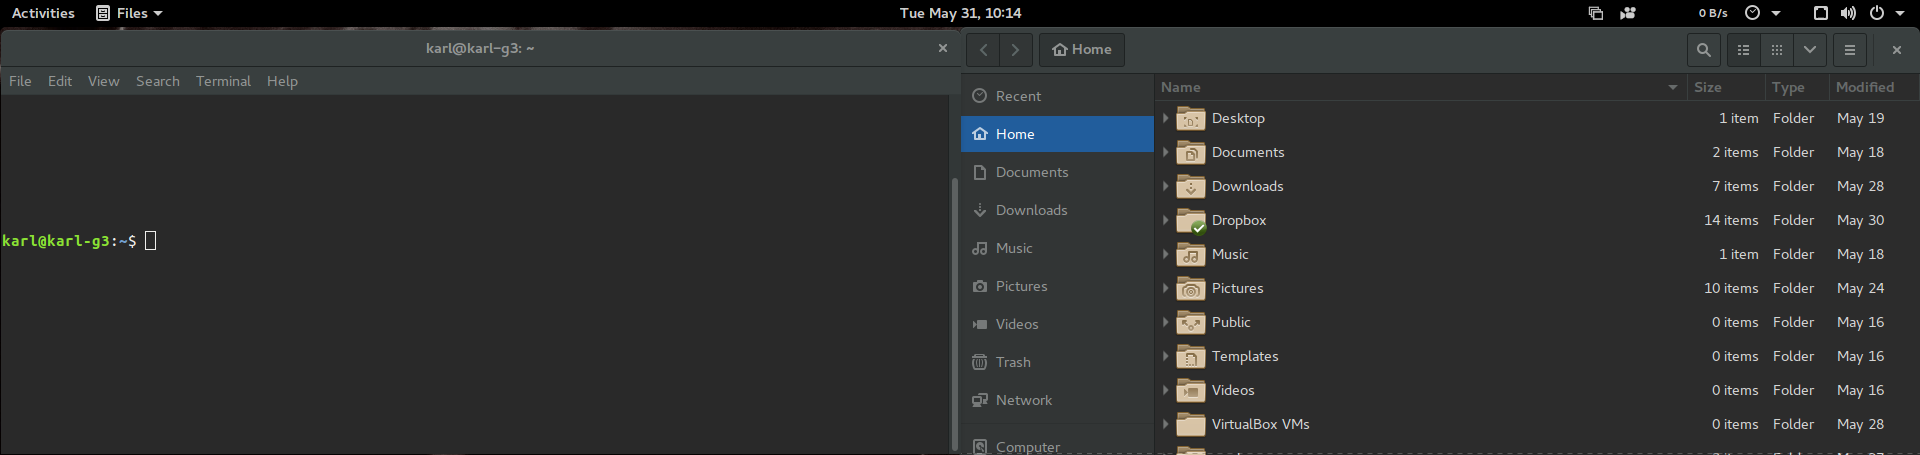 Activities Files Tue May 31, 10:14 0 B/s
karl@karl-g3: ~
File Edit View Search Terminal Help
karl@karl-g3:~$
Home
Recent
Home
Documents
Downloads
Music
Pictures
Videos
Trash
Network
Computer
Name Size Type Modified
Desktop 1 item Folder May 19
Documents 2 items Folder May 18
Downloads 7 items Folder May 28
Dropbox 14 items Folder May 30
Music 1 item Folder May 18
Pictures 10 items Folder May 24
Public 0 items Folder May 16
Templates 0 items Folder May 16
Videos 0 items Folder May 16
VirtualBox VMs 0 items Folder May 28